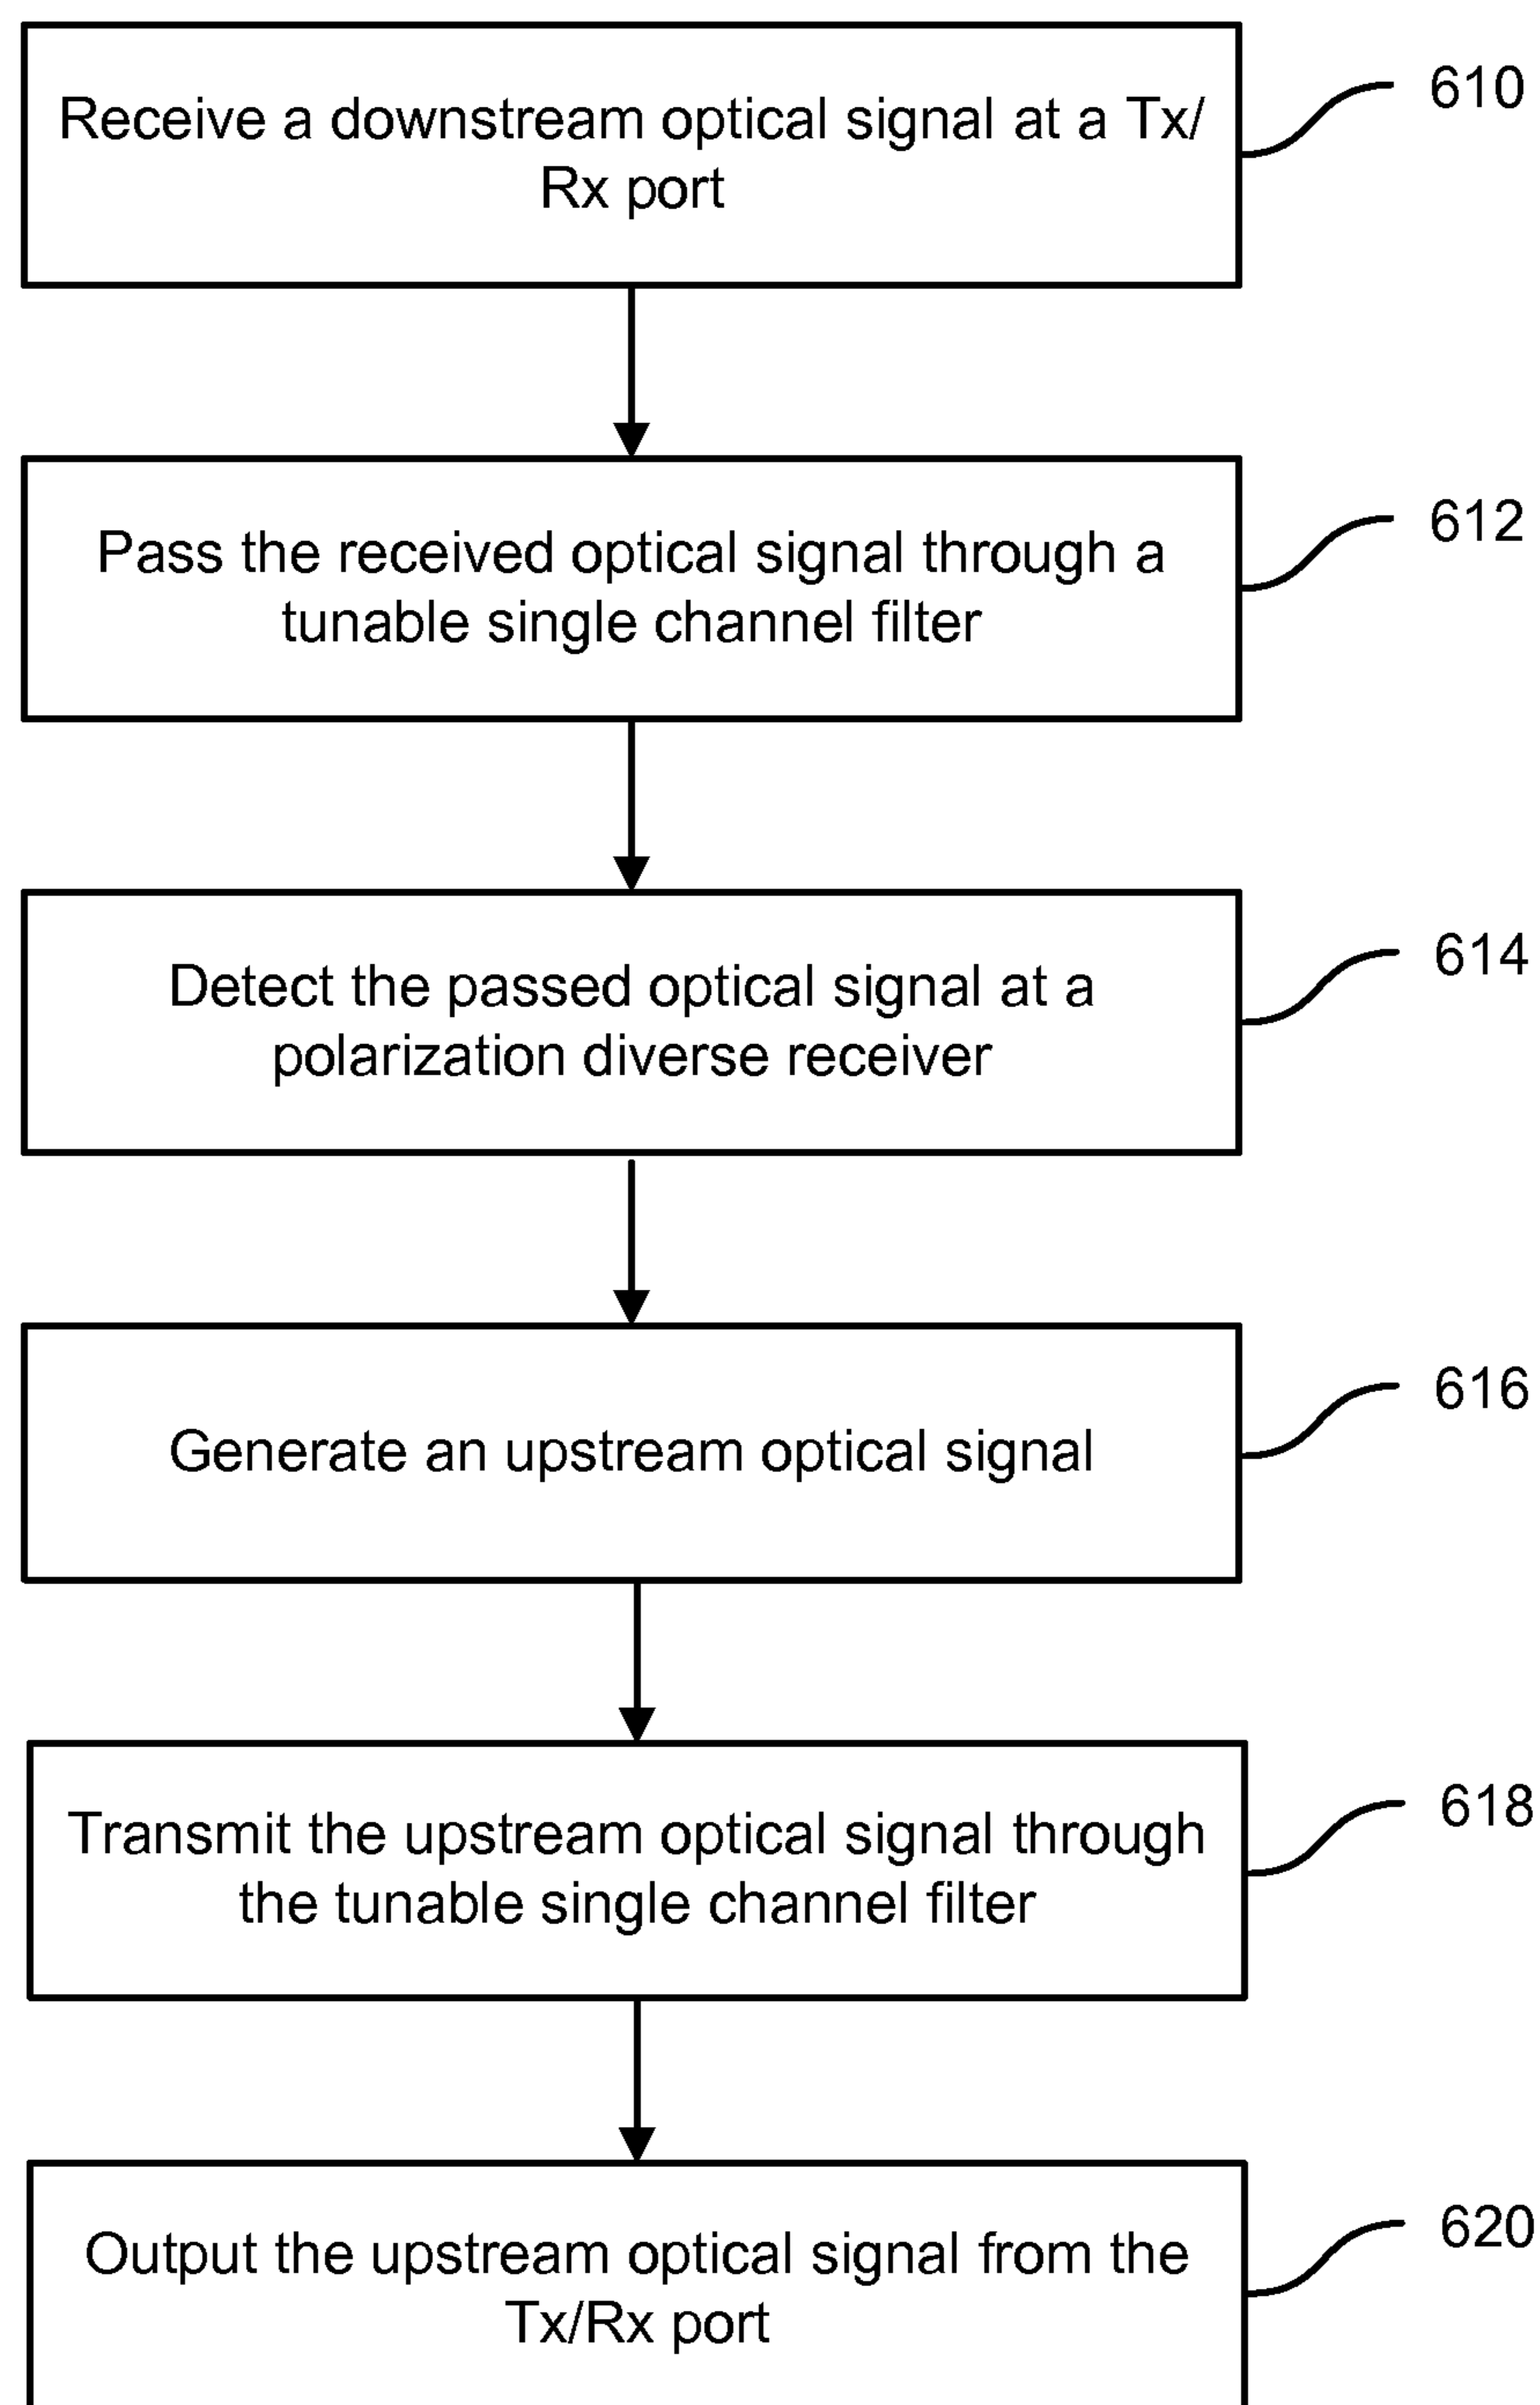 Receive a downstream optical signal at a Tx/
Rx port
610
Pass the received optical signal through a
tunable single channel filter
612
Detect the passed optical signal at a
polarization diverse receiver
614
Generate an upstream optical signal
616
Transmit the upstream optical signal through
the tunable single channel filter
618
Output the upstream optical signal from the
Tx/Rx port
620